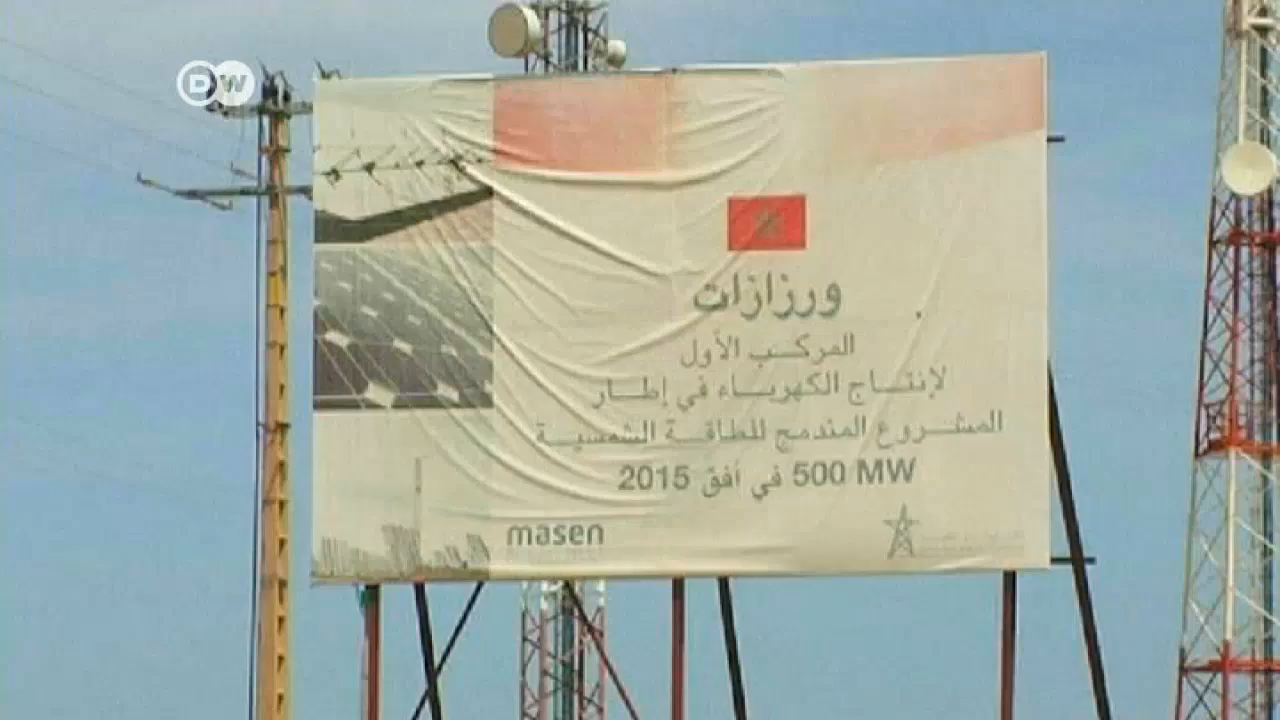 DW
ورزازات
المركب الأول
لإنتاج الكهرباء في إطار
المشروع المندمج للطاقة الشمسية
500 MW في أفق 2015
masen